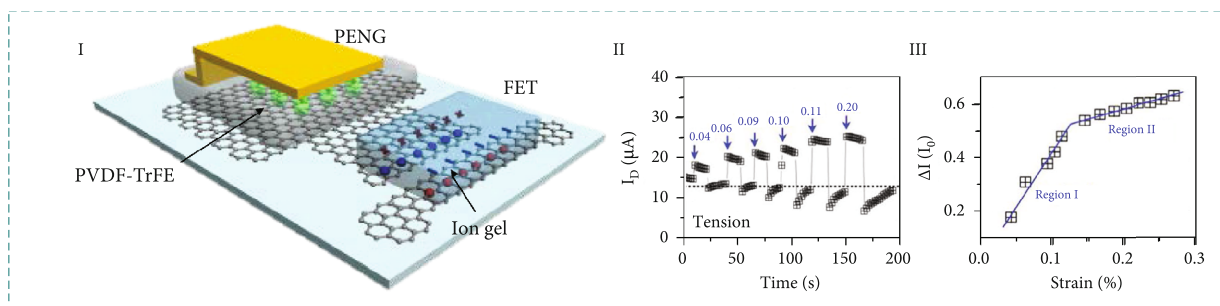 I
PENG
FET
PVDF-TrFE
Ion gel
II
40
30
20
10
0
I_D (μA)
0.04
0.06
0.09
0.10
0.11
0.20
Tension
0 50 100 150 200
Time (s)
III
0.6
0.4
0.2
ΔI (I₀)
Region II
Region I
0.0 0.1 0.2 0.3
Strain (%)